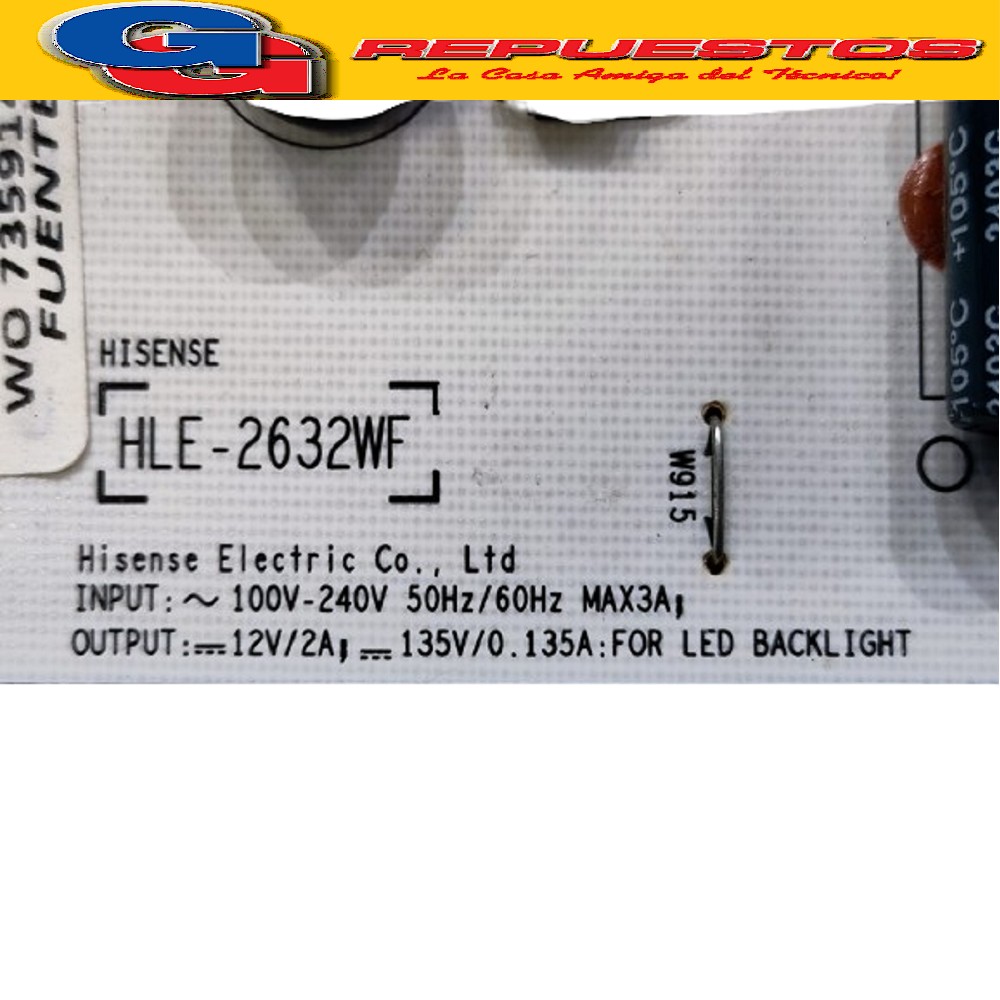 GG REPUESTOS
La Casa Amiga del Técnico!
WO 73591
FUENTE
+105°C
105°C
HISENSE
HLE-2632WF
W915
Hisense Electric Co., Ltd
INPUT:～ 100V-240V 50Hz/60Hz MAX3A;
OUTPUT:⎓12V/2A; ⎓ 135V/0.135A:FOR LED BACKLIGHT